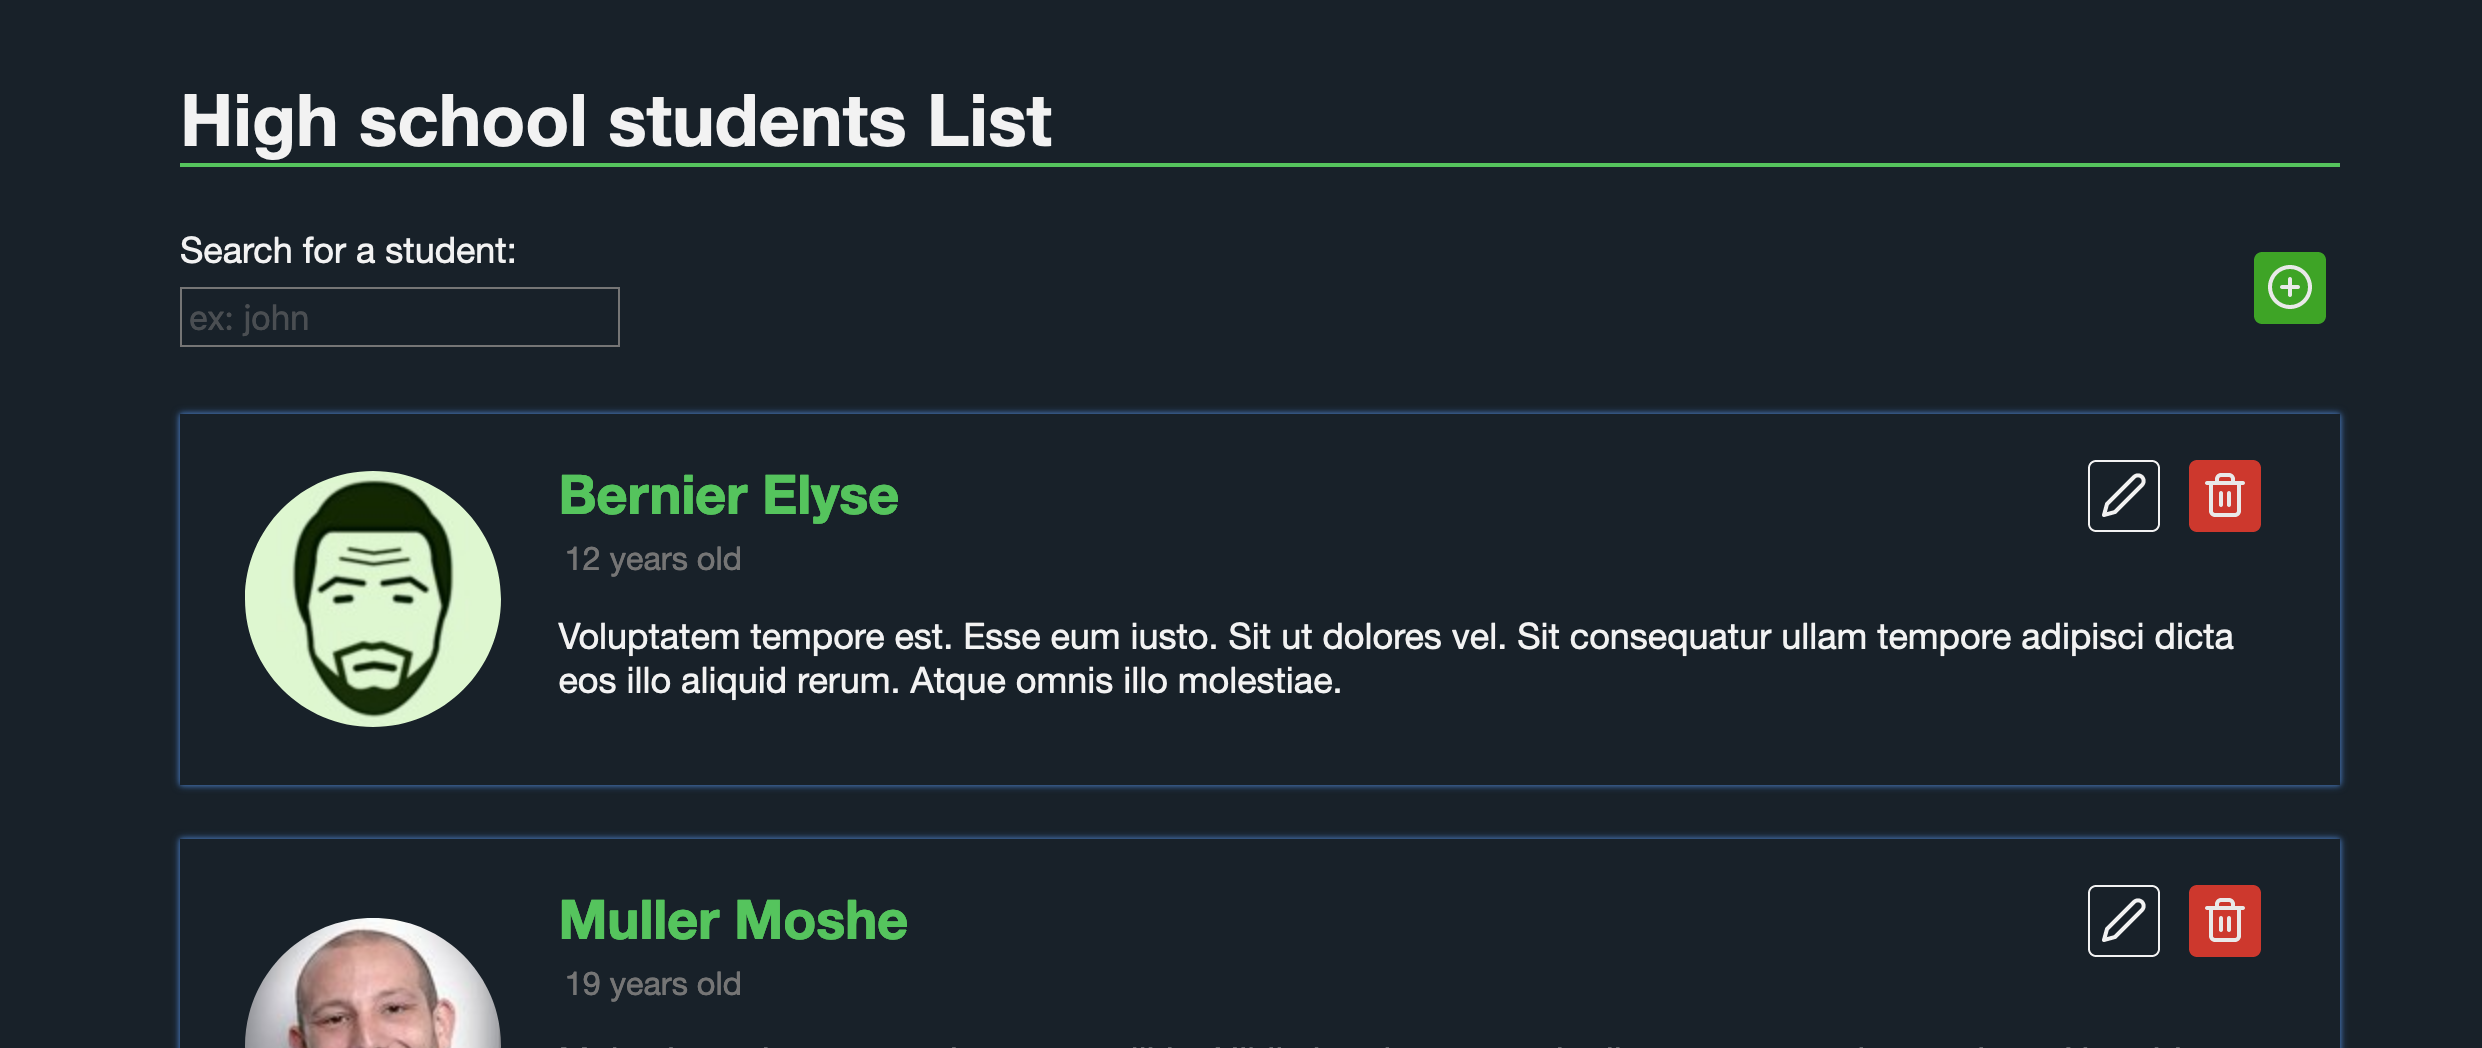 High school students List
Search for a student:
ex: john
Bernier Elyse
12 years old
Voluptatem tempore est. Esse eum iusto. Sit ut dolores vel. Sit consequatur ullam tempore adipisci dicta
eos illo aliquid rerum. Atque omnis illo molestiae.
Muller Moshe
19 years old